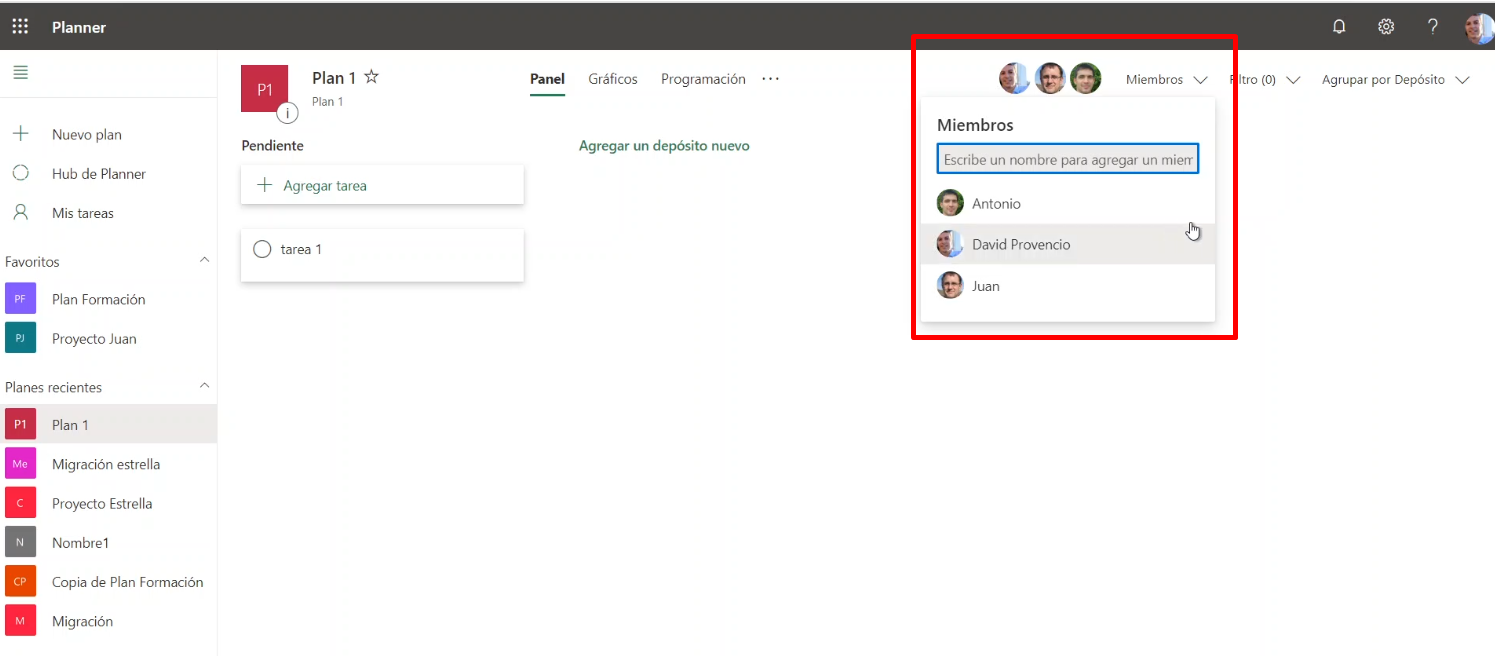 Planner
P1
Plan 1
Plan 1
Panel
Gráficos
Programación
Miembros
iltro (0)
Agrupar por Depósito
Nuevo plan
Hub de Planner
Mis tareas
Favoritos
PF
Plan Formación
PJ
Proyecto Juan
Planes recientes
P1
Plan 1
Me
Migración estrella
C
Proyecto Estrella
N
Nombre1
CP
Copia de Plan Formación
M
Migración
Pendiente
Agregar tarea
tarea 1
Agregar un depósito nuevo
Miembros
Escribe un nombre para agregar un miem
Antonio
David Provencio
Juan